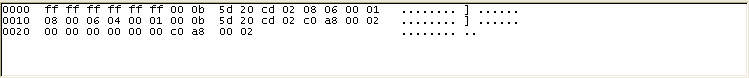 0000 ff ff ff ff ff ff 00 0b 5d 20 cd 02 08 06 00 01 ........ ] ......
0010 08 00 06 04 00 01 00 0b 5d 20 cd 02 c0 a8 00 02 ........ ] ......
0020 00 00 00 00 00 00 c0 a8 00 02 ........ ..